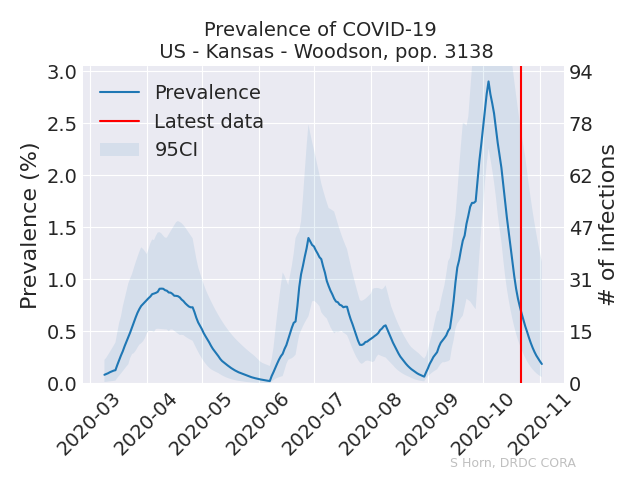 Prevalence of COVID-19
US - Kansas - Woodson, pop. 3138
Prevalence (%)
3.0
2.5
2.0
1.5
1.0
0.5
0.0
Prevalence
Latest data
95CI
94
78
62
47
31
15
0
# of infections
2020-03
2020-04
2020-05
2020-06
2020-07
2020-08
2020-09
2020-10
2020-11
S Horn, DRDC CORA